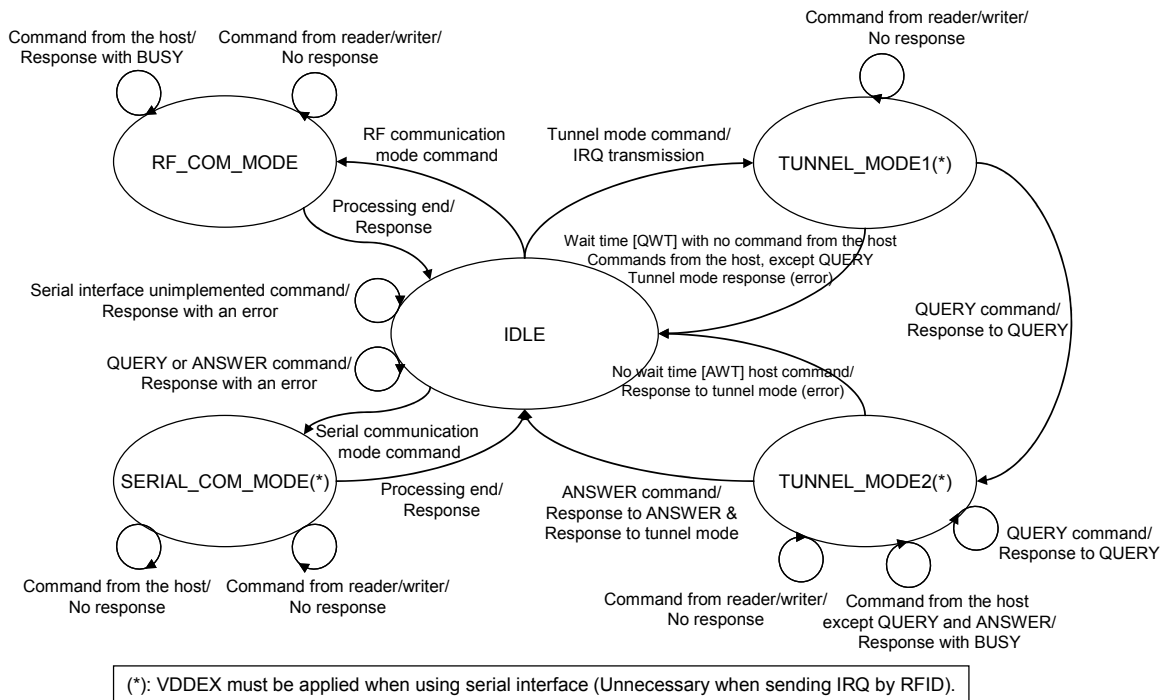 Command from the host/
Response with BUSY
Command from reader/writer/
No response
RF_COM_MODE
RF communication
mode command
Processing end/
Response
Command from reader/writer/
No response
Tunnel mode command/
IRQ transmission
TUNNEL_MODE1(*)
Wait time [QWT] with no command from the host
Commands from the host, except QUERY
Tunnel mode response (error)
Serial interface unimplemented command/
Response with an error
IDLE
QUERY command/
Response to QUERY
QUERY or ANSWER command/
Response with an error
No wait time [AWT] host command/
Response to tunnel mode (error)
Serial communication
mode command
SERIAL_COM_MODE(*)
Processing end/
Response
ANSWER command/
Response to ANSWER &
Response to tunnel mode
TUNNEL_MODE2(*)
QUERY command/
Response to QUERY
Command from the host/
No response
Command from reader/writer/
No response
Command from reader/writer/
No response
Command from the host
except QUERY and ANSWER/
Response with BUSY
(*): VDDEX must be applied when using serial interface (Unnecessary when sending IRQ by RFID).